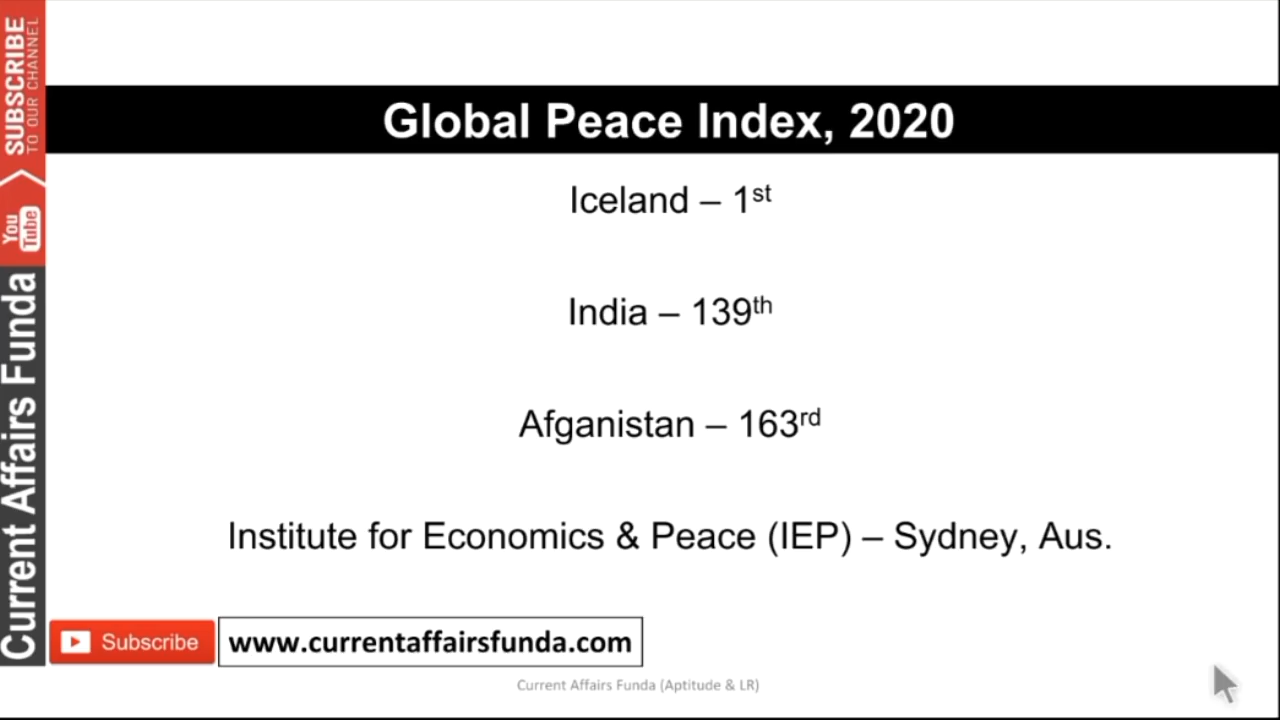 SUBSCRIBE
TO OUR CHANNEL
You
Tube
Current Affairs Funda
Global Peace Index, 2020
Iceland – 1st
India – 139th
Afganistan – 163rd
Institute for Economics & Peace (IEP) – Sydney, Aus.
Subscribe
www.currentaffairsfunda.com
Current Affairs Funda (Aptitude & LR)